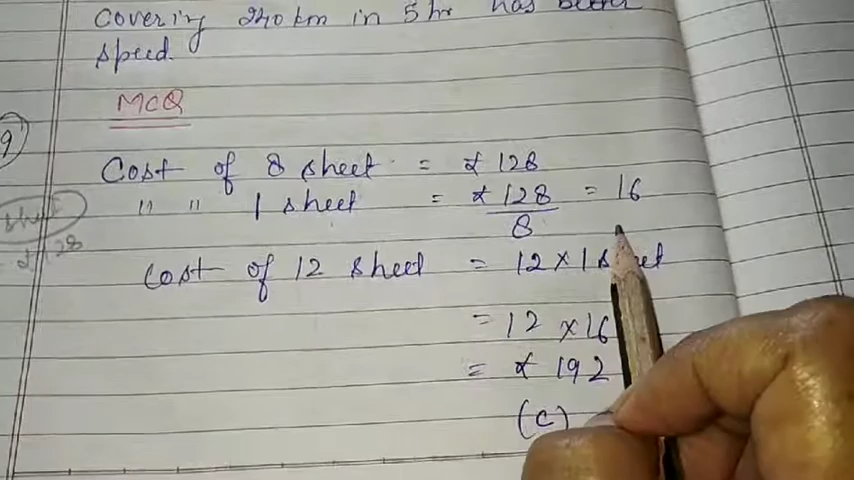 Covering 240 km in 5 hr has better
speed.
MCQ
9
Cost of 8 sheet = ₹ 128
" " 1 sheet = ₹ 128 = 16
8
Cost of 12 sheet = 12 × 1 sheet
= 12 × 16
= ₹ 192
(c)